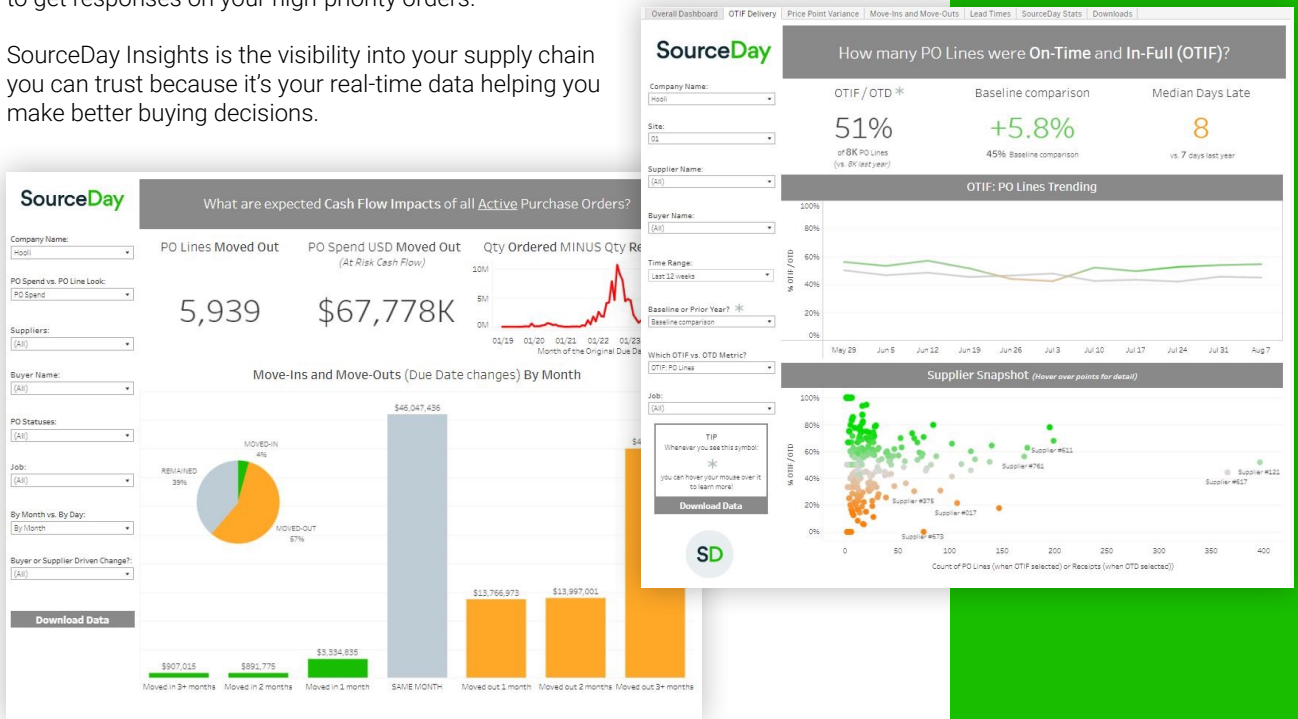 to get responses on your high-priority orders.
SourceDay Insights is the visibility into your supply chain
you can trust because it's your real-time data helping you
make better buying decisions.
SourceDay
Company Name:
Hooli
PO Spend vs. PO Line Look:
PO Spend
Suppliers:
(All)
Buyer Name:
(All)
PO Statuses:
(All)
Job:
(All)
By Month vs. By Day:
By Month
Buyer or Supplier Driven Change?:
(All)
Download Data
What are expected Cash Flow Impacts of all Active Purchase Orders?
PO Lines Moved Out
5,939
PO Spend USD Moved Out
(At Risk Cash Flow)
$67,778K
Qty Ordered MINUS Qty Re
10M
5M
0M
01/19 01/20 01/21 01/22 01/23
Month of the Original Due Da
Move-Ins and Move-Outs (Due Date changes) By Month
MOVED-IN
4%
REMAINED
39%
MOVED-OUT
57%
$907,015
$891,775
$3,334,835
$46,047,436
$13,766,973
$13,997,001
$4
Moved in 3+ months Moved in 2 months Moved in 1 month SAME MONTH Moved out 1 month Moved out 2 months Moved out 3+ months
Overall Dashboard OTIF Delivery Price Point Variance Move-Ins and Move-Outs Lead Times SourceDay Stats Downloads
SourceDay
Company Name:
Hooli
Site:
01
Supplier Name:
(All)
Buyer Name:
(All)
Time Range:
Last 12 weeks
Baseline or Prior Year? *
Baseline comparison
Which OTIF vs. OTD Metric?
OTIF: PO Lines
Job:
(All)
TIP
Whenever you see this symbol:
*
you can hover your mouse over it
to learn more!
Download Data
SD
How many PO Lines were On-Time and In-Full (OTIF)?
OTIF / OTD *
51%
of 8K PO Lines
(vs. 8K last year)
Baseline comparison
+5.8%
45% Baseline comparison
Median Days Late
8
vs. 7 days last year
OTIF: PO Lines Trending
% OTIF / OTD
100%
80%
60%
40%
20%
0%
May 29 Jun 5 Jun 12 Jun 19 Jun 26 Jul 3 Jul 10 Jul 17 Jul 24 Jul 31 Aug 7
Supplier Snapshot (Hover over points for detail)
% OTIF / OTD
100%
80%
60%
40%
20%
0%
Supplier #611
Supplier #761
Supplier #121
Supplier #617
Supplier #375
Supplier #017
Supplier #673
0 50 100 150 200 250 300 350 400
Count of PO Lines (when OTIF selected) or Receipts (when OTD selected))